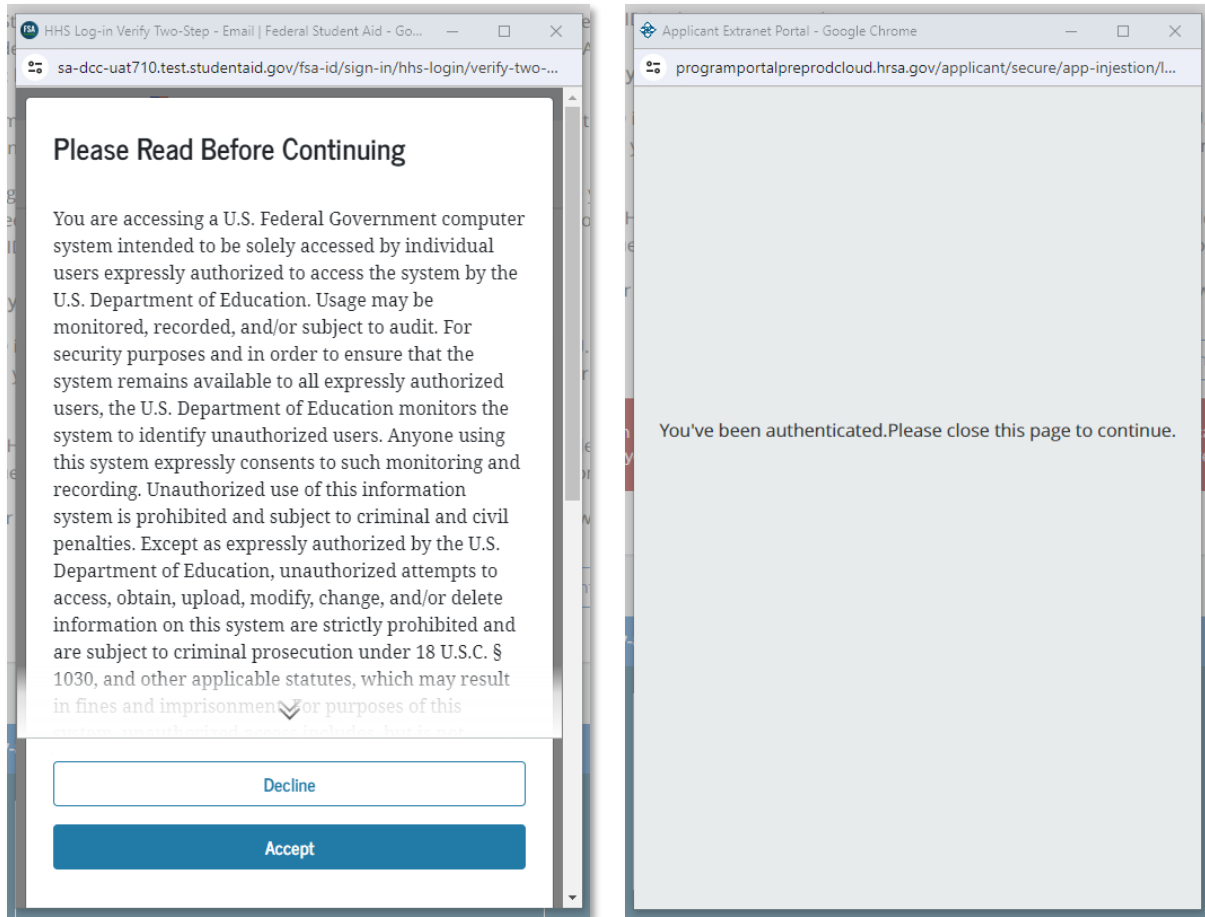 FSA
HHS Log-in Verify Two-Step - Email | Federal Student Aid - Go...
sa-dcc-uat710.test.studentaid.gov/fsa-id/sign-in/hhs-login/verify-two-...
Please Read Before Continuing
You are accessing a U.S. Federal Government computer
system intended to be solely accessed by individual
users expressly authorized to access the system by the
U.S. Department of Education. Usage may be
monitored, recorded, and/or subject to audit. For
security purposes and in order to ensure that the
system remains available to all expressly authorized
users, the U.S. Department of Education monitors the
system to identify unauthorized users. Anyone using
this system expressly consents to such monitoring and
recording. Unauthorized use of this information
system is prohibited and subject to criminal and civil
penalties. Except as expressly authorized by the U.S.
Department of Education, unauthorized attempts to
access, obtain, upload, modify, change, and/or delete
information on this system are strictly prohibited and
are subject to criminal prosecution under 18 U.S.C. §
1030, and other applicable statutes, which may result
in fines and imprisonment. For purposes of this
system, unauthorized access includes, but is not
Decline
Accept
Applicant Extranet Portal - Google Chrome
programportalpreprodcloud.hrsa.gov/applicant/secure/app-injestion/l...
You've been authenticated.Please close this page to continue.